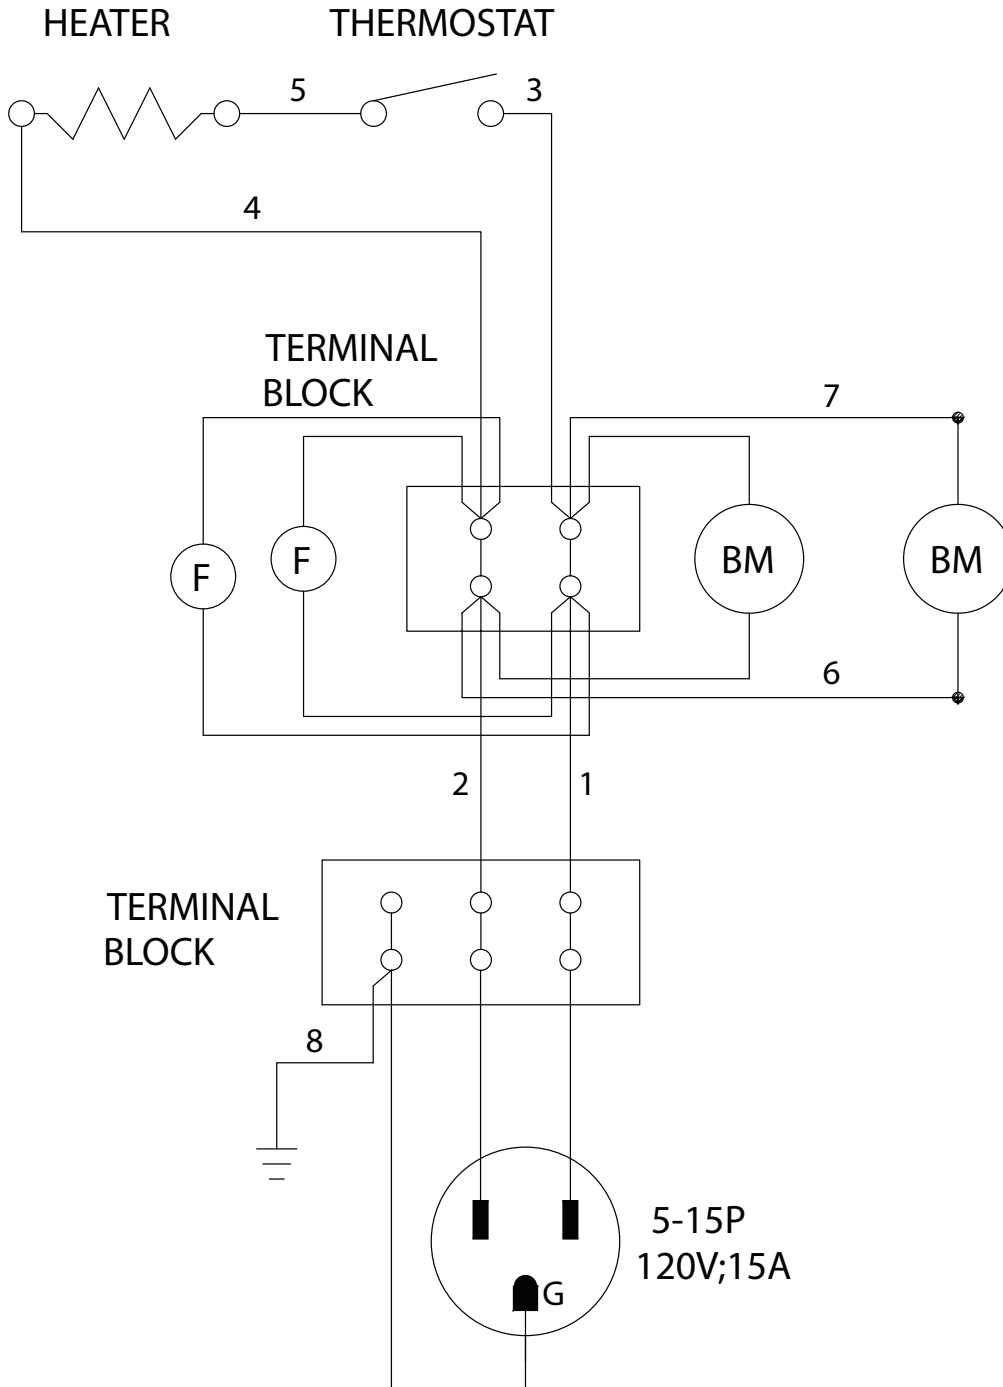 HEATER
THERMOSTAT
5
3
4
TERMINAL
BLOCK
7
F
F
BM
BM
6
2
1
TERMINAL
BLOCK
8
5-15P
120V;15A
G